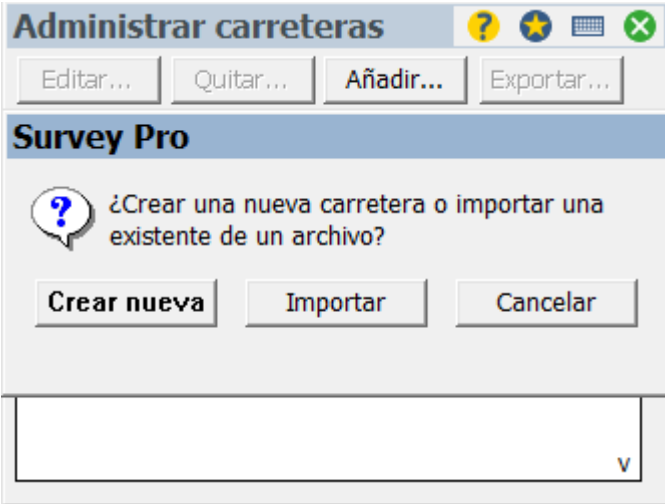 Administrar carreteras
Editar... Quitar... Añadir... Exportar...
Survey Pro
¿Crear una nueva carretera o importar una
existente de un archivo?
Crear nueva Importar Cancelar
v